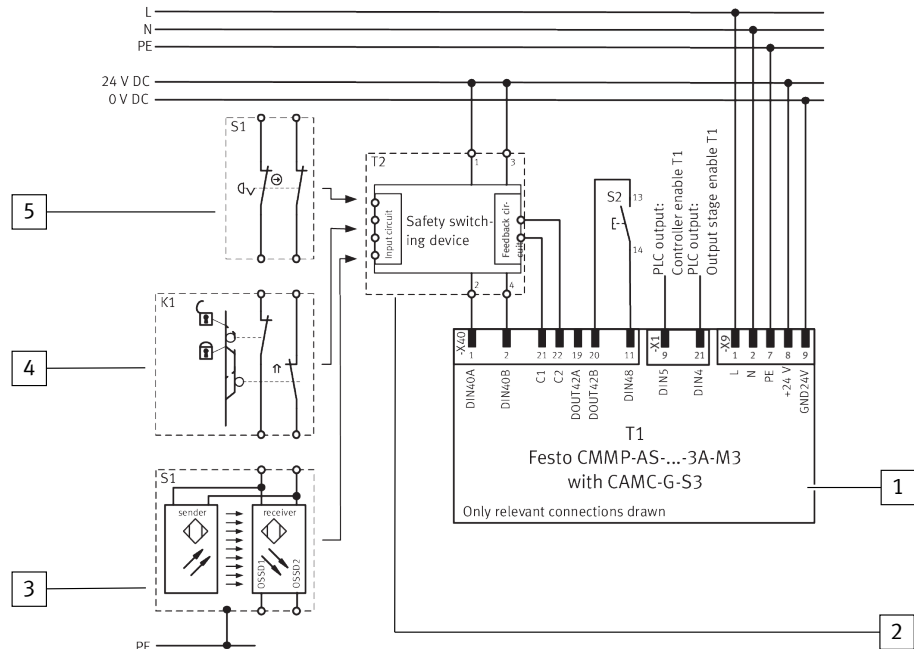 L
N
PE
24 V DC
0 V DC
S1
5
T2
1
3
Input circuit
Safety switch-
ing device
Feedback cir-
cuit
2
4
S2
13
14
PLC output:
Controller enable T1
PLC output:
Output stage enable T1
K1
4
-X40
1
2
21
22
19
20
11
-X1
9
21
-X9
1
2
7
8
9
DIN40A
DIN40B
C1
C2
DOUT42A
DOUT42B
DIN48
DIN5
DIN4
L
N
PE
+24 V
GND24V
T1
Festo CMMP-AS-...-3A-M3
with CAMC-G-S3
Only relevant connections drawn
1
S1
sender
receiver
OSSD1
OSSD2
3
2
PE